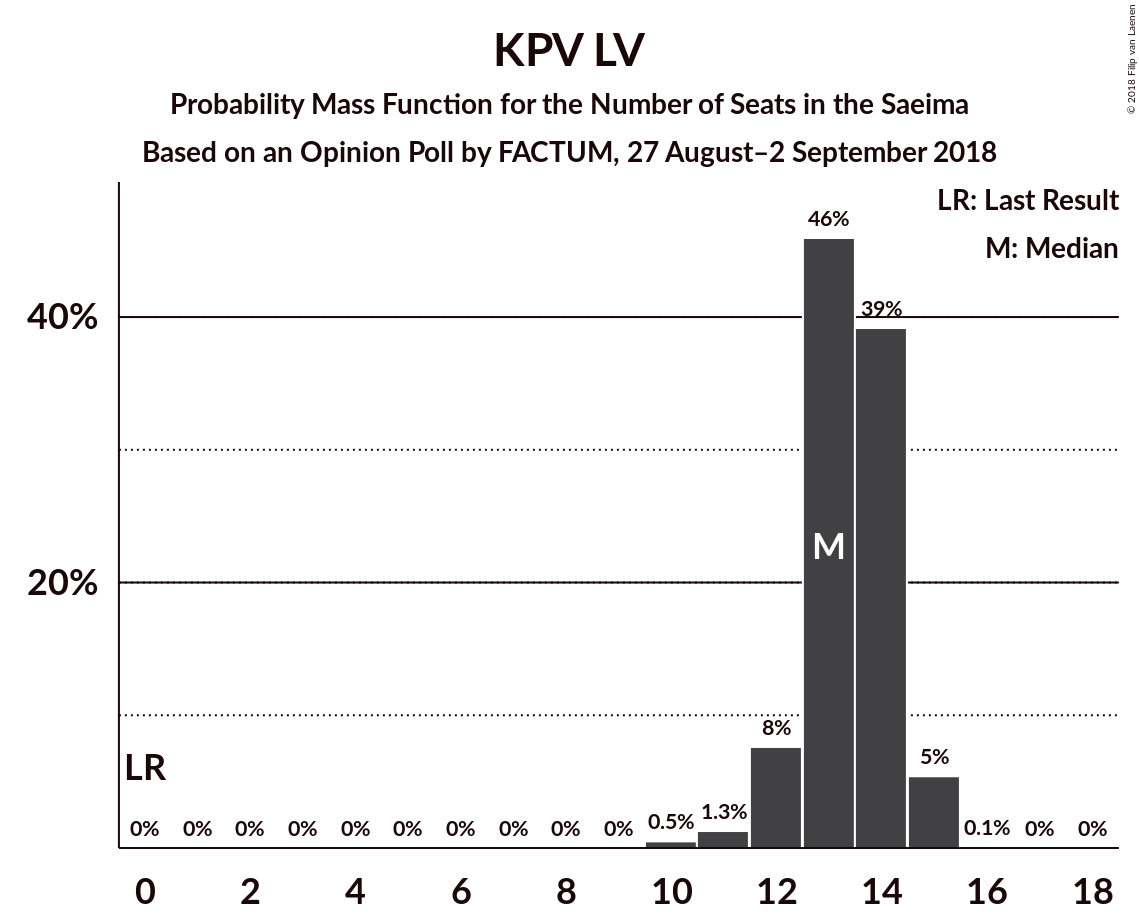 KPV LV
Probability Mass Function for the Number of Seats in the Saeima
Based on an Opinion Poll by FACTUM, 27 August–2 September 2018
© 2018 Filip van Laenen
LR: Last Result
M: Median
46%
40%
39%
M
20%
8%
5%
LR
0% 0% 0% 0% 0% 0% 0% 0% 0% 0% 0.5% 1.3% 0.1% 0% 0%
0 2 4 6 8 10 12 14 16 18